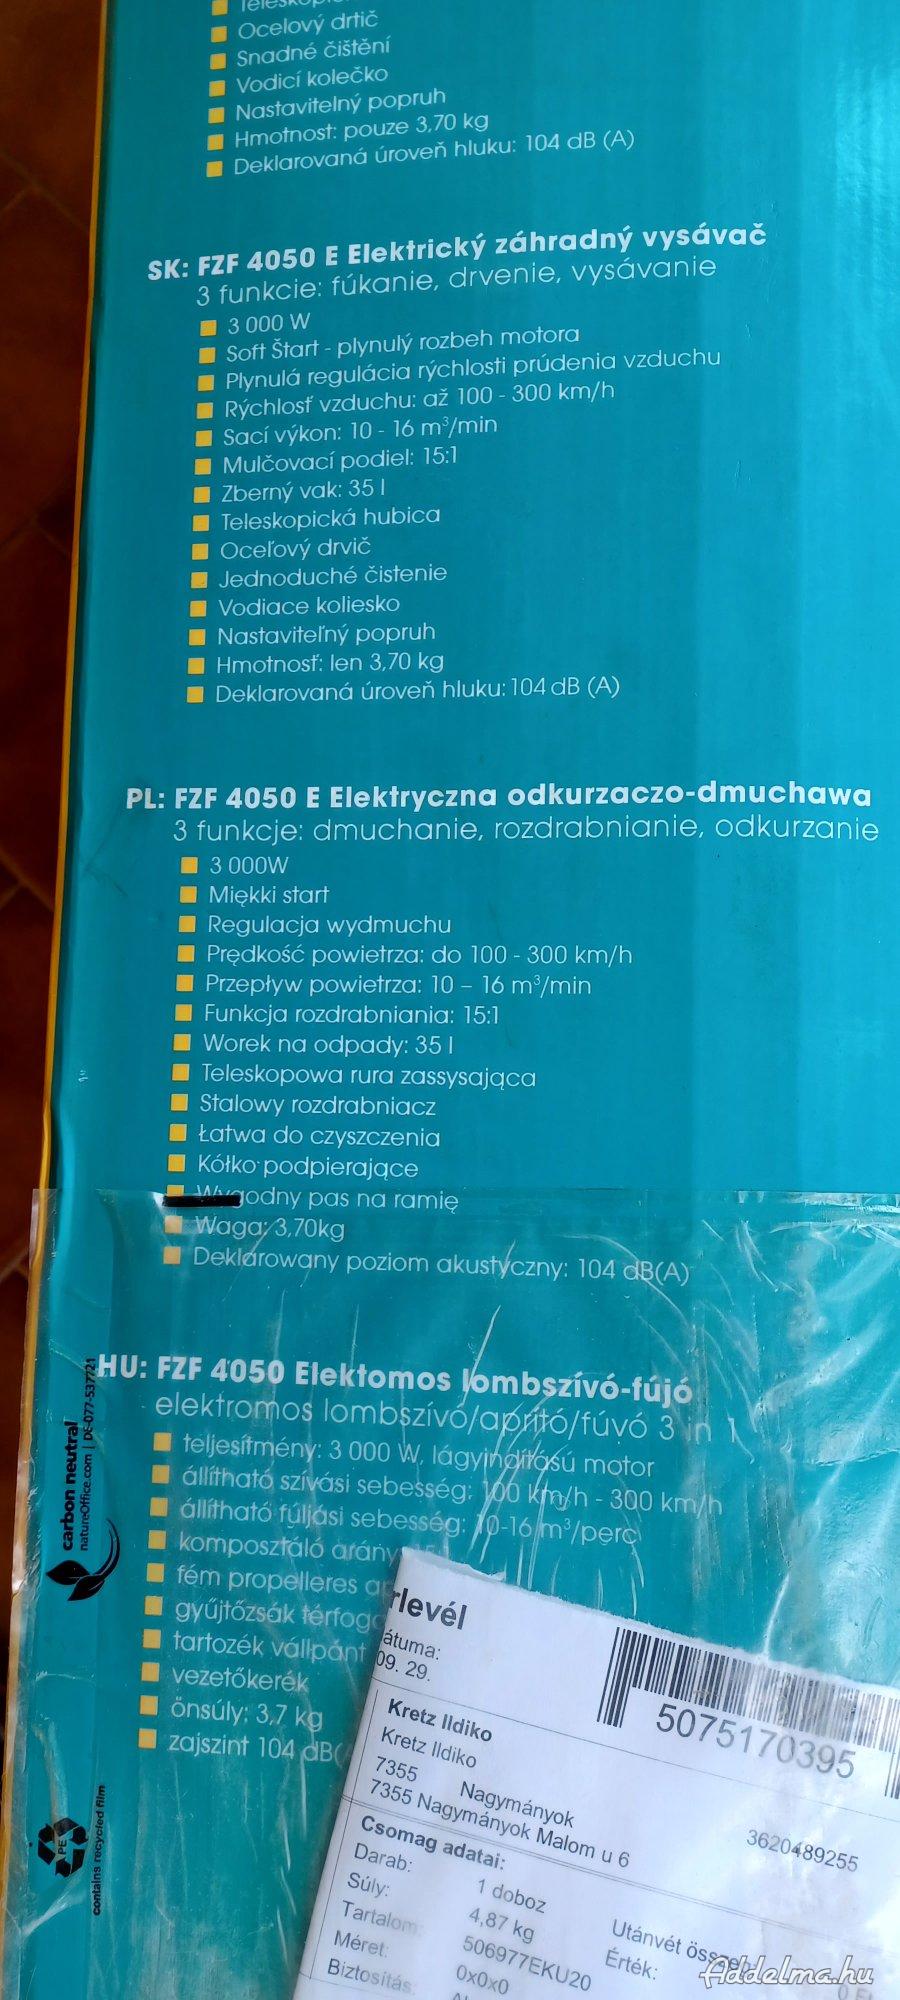 Ocelový drtič
Snadné čištění
Vodicí kolečko
Nastavitelný popruh
Hmotnost: pouze 3,70 kg
Deklarovaná úroveň hluku: 104 dB (A)
SK: FZF 4050 E Elektrický záhradný vysávač
3 funkcie: fúkanie, drvenie, vysávanie
3 000 W
Soft Štart - plynulý rozbeh motora
Plynulá regulácia rýchlosti prúdenia vzduchu
Rýchlosť vzduchu: až 100 - 300 km/h
Sací výkon: 10 - 16 m³/min
Mulčovací podiel: 15:1
Zberný vak: 35 l
Teleskopická hubica
Oceľový drvič
Jednoduché čistenie
Vodiace koliesko
Nastaviteľný popruh
Hmotnosť: len 3,70 kg
Deklarovaná úroveň hluku: 104 dB (A)
PL: FZF 4050 E Elektryczna odkurzaczo-dmuchawa
3 funkcje: dmuchanie, rozdrabnianie, odkurzanie
3 000W
Miękki start
Regulacja wydmuchu
Prędkość powietrza: do 100 - 300 km/h
Przepływ powietrza: 10 – 16 m³/min
Funkcja rozdrabniania: 15:1
Worek na odpady: 35 l
Teleskopowa rura zassysająca
Stalowy rozdrabniacz
Łatwa do czyszczenia
Kółko podpierające
Wygodny pas na ramię
Waga: 3,70kg
Deklarowany poziom akustyczny: 104 dB(A)
HU: FZF 4050 Elektomos lombszívó-fújó
elektromos lombszívó/aprító/fúvó 3 in 1
teljesítmény: 3 000 W, lágyindítású motor
állítható szívási sebesség: 100 km/h - 300 km/h
állítható fúljási sebesség: 10-16 m³/perc
komposztáló arány
fém propelleres ap
gyűjtőzsák térfoga
tartozék vállpánt
vezetőkerék
önsúly: 3,7 kg
zajszint 104 dB(A
carbon neutral
natureOffice.com | DE-077-537721
PE
contains recycled film
rlevél
átuma:
09. 29.
5075170395
Kretz Ildiko
Kretz Ildiko
7355 Nagymányok
7355 Nagymányok Malom u 6
3620489255
Csomag adatai:
Darab: 1 doboz
Súly: 4,87 kg
Utánvét össze
Tartalom: 506977EKU20
Érték:
Méret: 0x0x0
Biztosítás
Addelma.hu